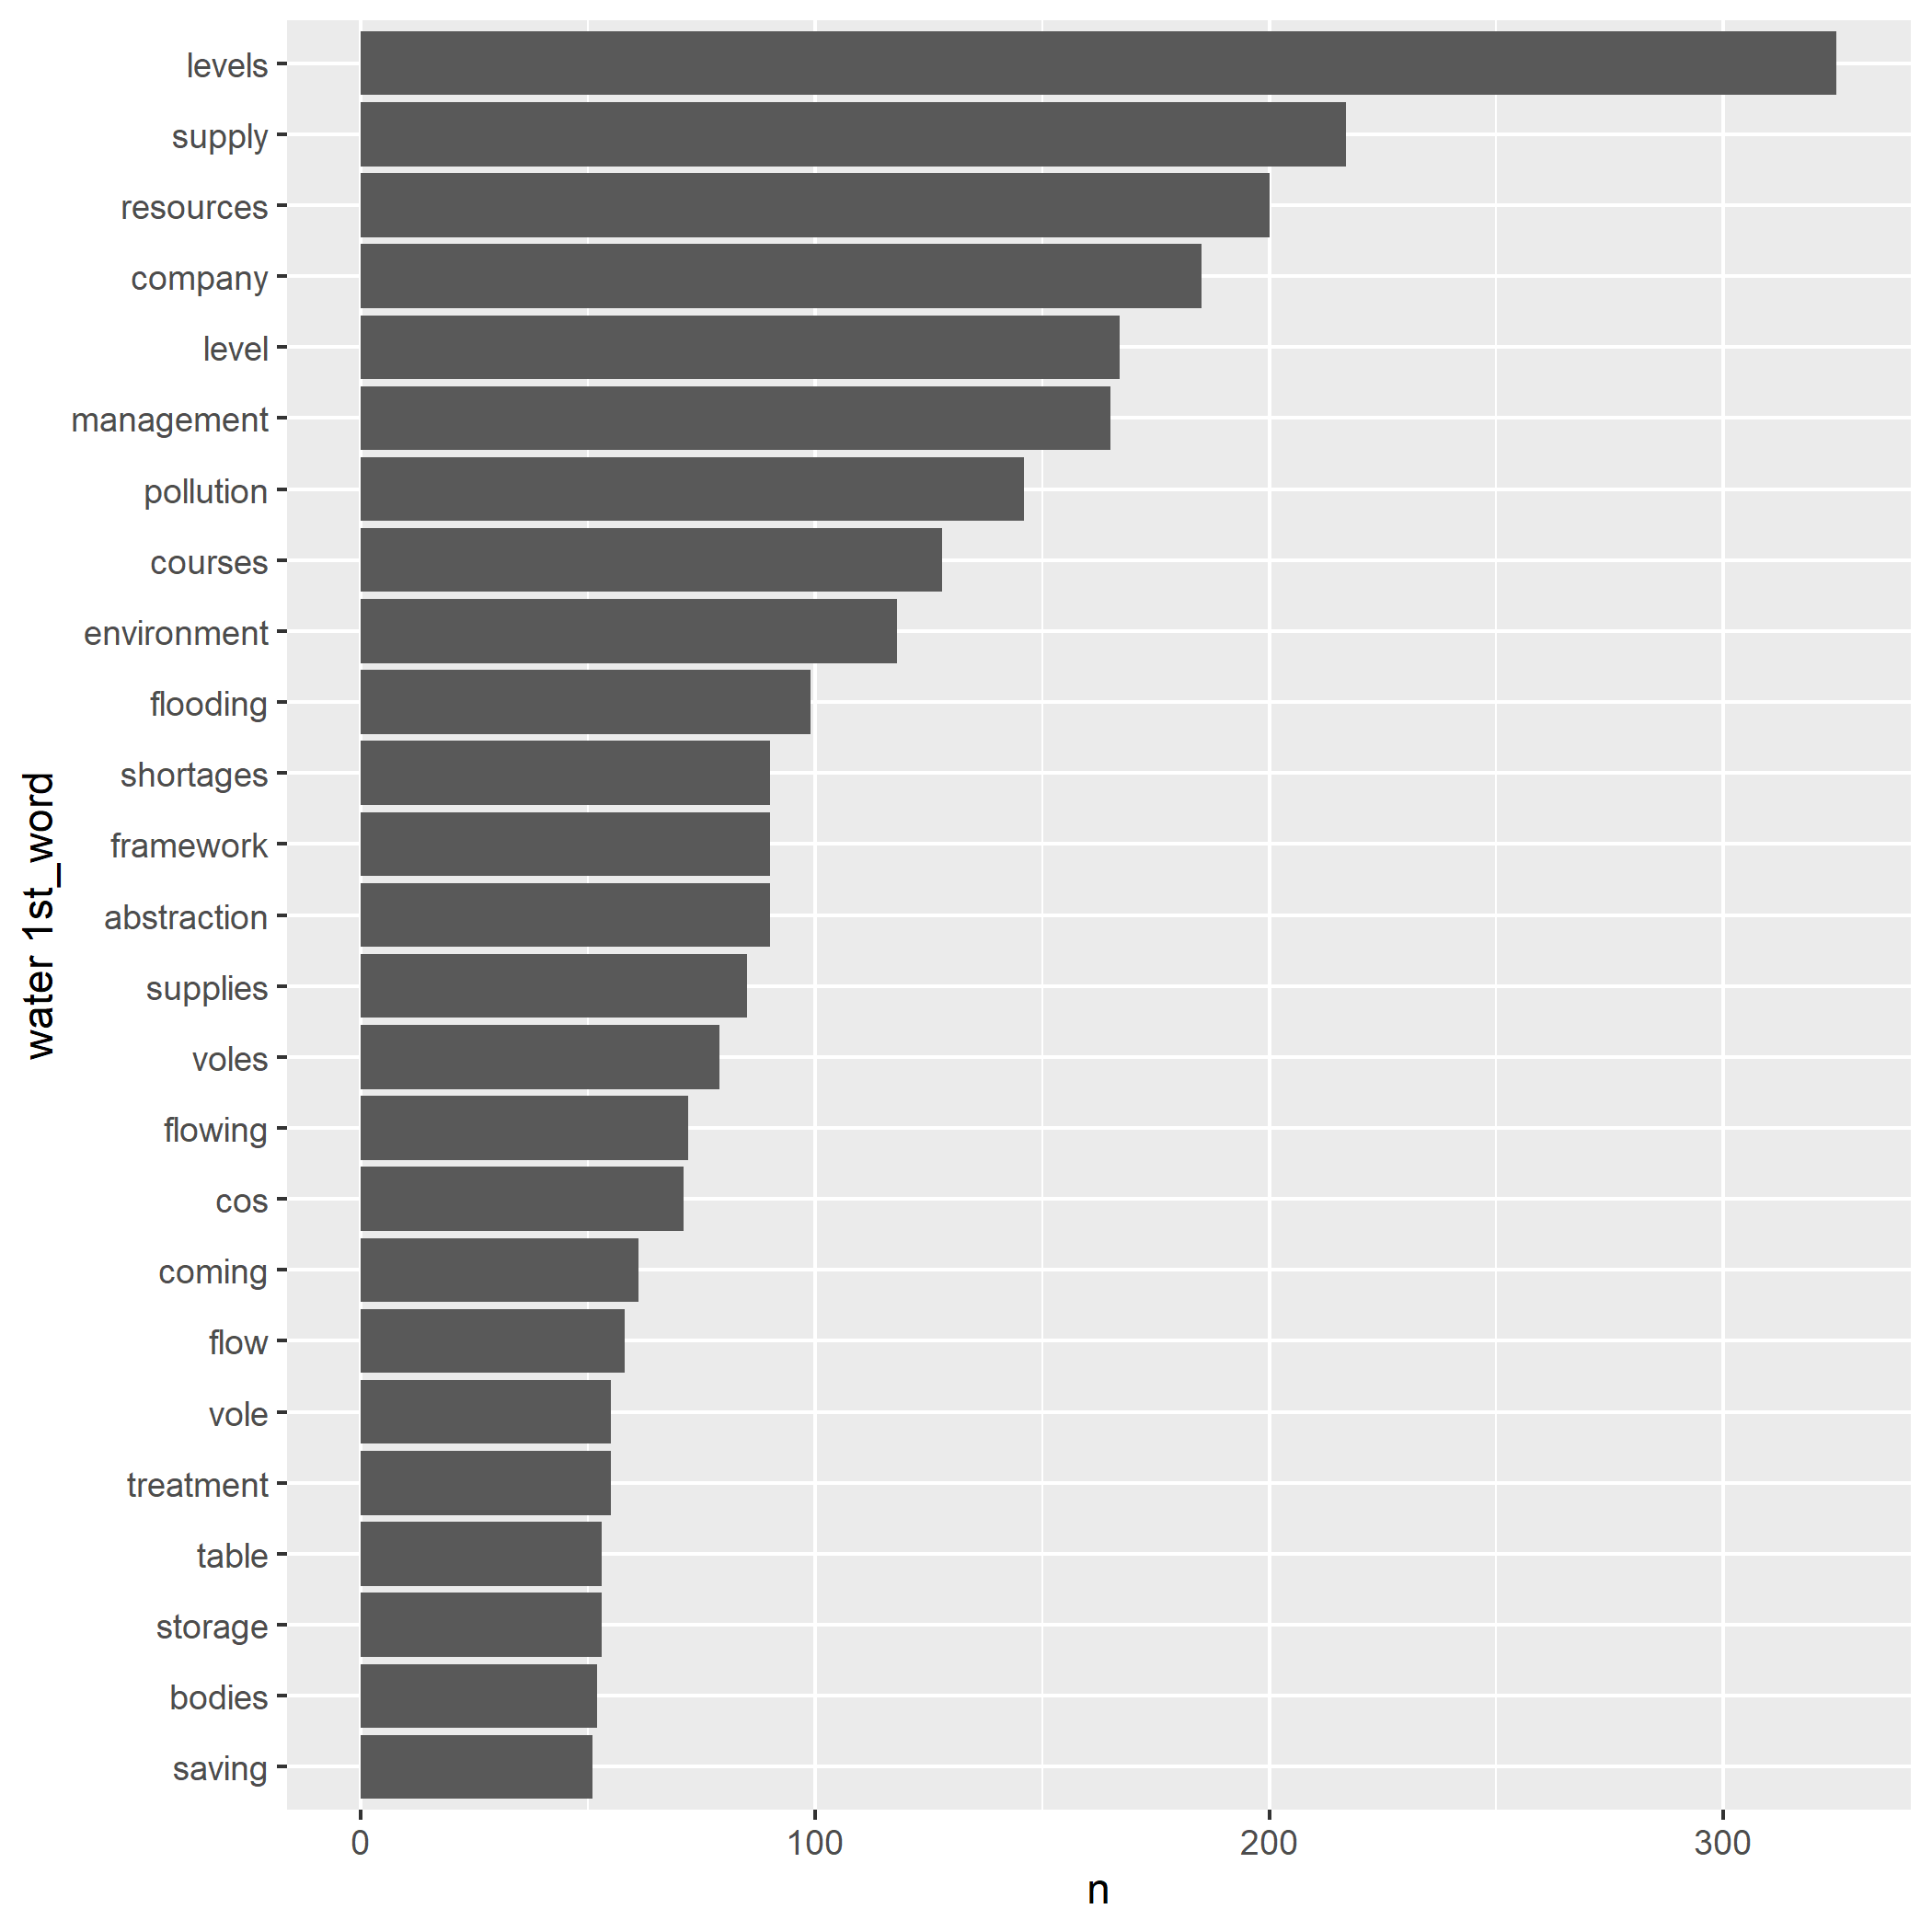 levels
supply
resources
company
level
management
pollution
courses
environment
flooding
shortages
framework
abstraction
supplies
voles
flowing
cos
coming
flow
vole
treatment
table
storage
bodies
saving
water 1st_word
0 100 200 300
n